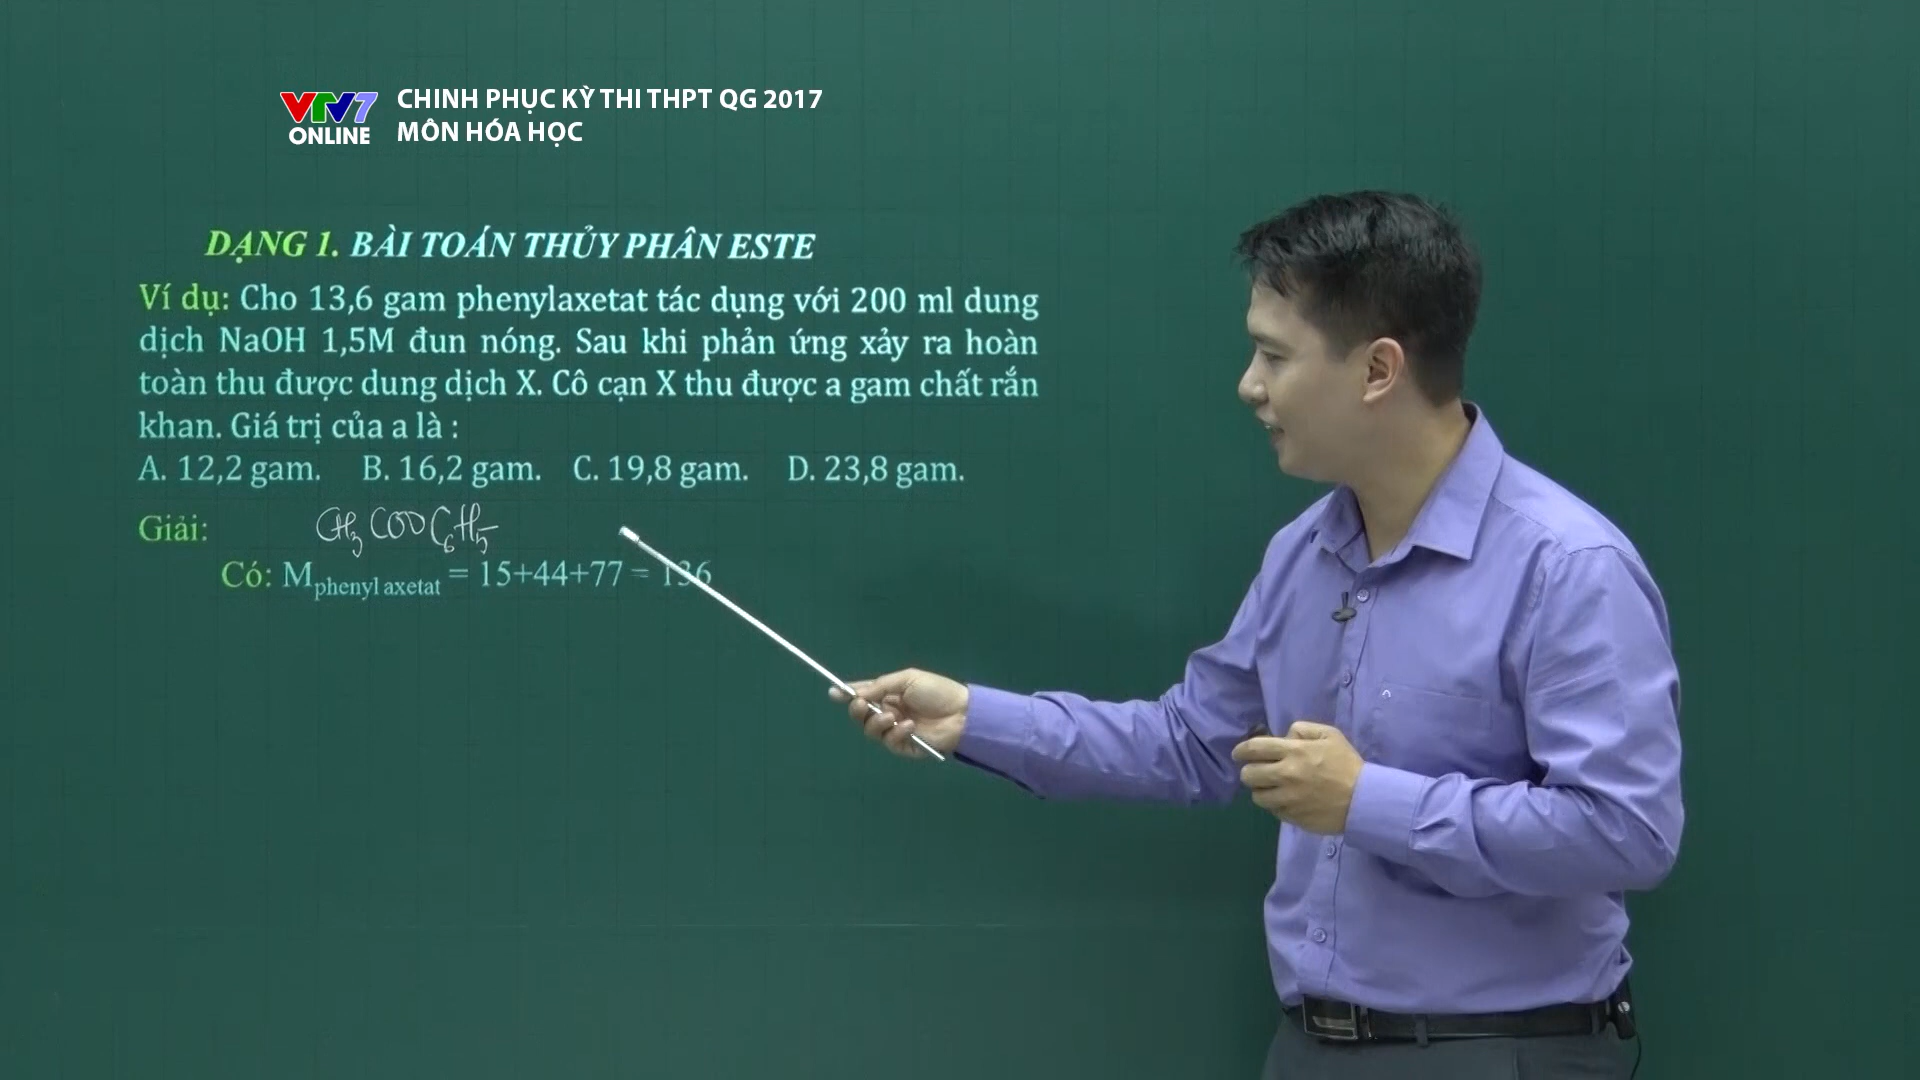 VTV7
ONLINE
CHINH PHỤC KỲ THI THPT QG 2017
MÔN HÓA HỌC
DẠNG 1. BÀI TOÁN THỦY PHÂN ESTE
Ví dụ: Cho 13,6 gam phenylaxetat tác dụng với 200 ml dung
dịch NaOH 1,5M đun nóng. Sau khi phản ứng xảy ra hoàn
toàn thu được dung dịch X. Cô cạn X thu được a gam chất rắn
khan. Giá trị của a là :
A. 12,2 gam. B. 16,2 gam. C. 19,8 gam. D. 23,8 gam.
Giải:
CH3COOC6H5
Có: Mphenyl axetat = 15+44+77 = 136